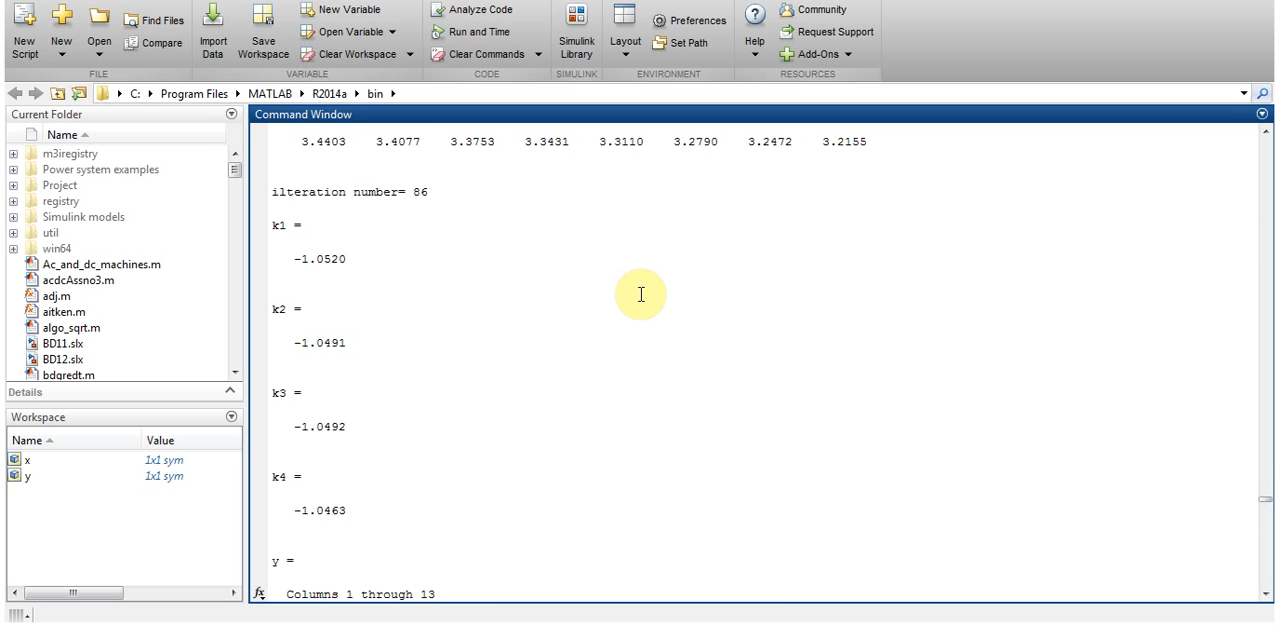 New Script
New
Open
Find Files
Compare
FILE
Import Data
Save Workspace
New Variable
Open Variable
Clear Workspace
VARIABLE
Analyze Code
Run and Time
Clear Commands
CODE
Simulink Library
SIMULINK
Layout
Preferences
Set Path
ENVIRONMENT
Help
Community
Request Support
Add-Ons
RESOURCES
C: Program Files MATLAB R2014a bin
Current Folder
Name
m3iregistry
Power system examples
Project
registry
Simulink models
util
win64
Ac_and_dc_machines.m
acdcAssno3.m
adj.m
aitken.m
algo_sqrt.m
BD11.slx
BD12.slx
bdqredt.m
Details
Workspace
Name Value
x 1x1 sym
y 1x1 sym
Command Window
3.4403 3.4077 3.3753 3.3431 3.3110 3.2790 3.2472 3.2155
ilteration number= 86
k1 =
-1.0520
k2 =
-1.0491
k3 =
-1.0492
k4 =
-1.0463
y =
fx Columns 1 through 13